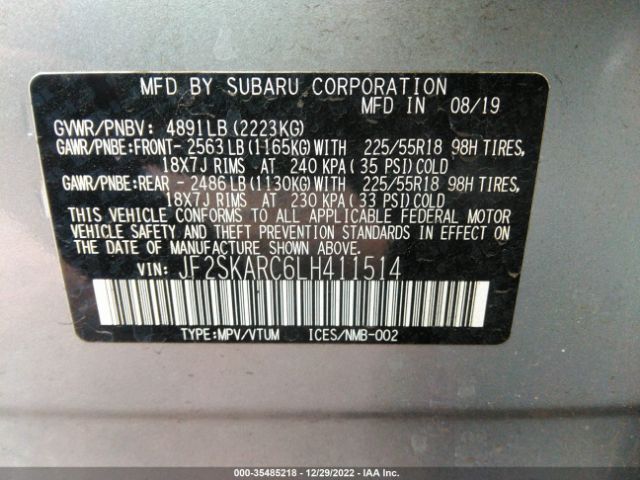 MFD BY SUBARU CORPORATION
MFD IN 08/19
GVWR/PNBV: 4891LB (2223KG)
GAWR/PNBE:FRONT- 2563LB(1165KG)WITH 225/55R18 98H TIRES,
18X7J RIMS AT 240 KPA(35 PSI)COLD
GAWR/PNBE:REAR - 2486LB(1130KG)WITH 225/55R18 98H TIRES,
18X7J RIMS AT 230 KPA(33 PSI)COLD
THIS VEHICLE CONFORMS TO ALL APPLICABLE FEDERAL MOTOR
VEHICLE SAFETY AND THEFT PREVENTION STANDARDS IN EFFECT
ON THE DATE OF MANUFACTURE SHOWN ABOVE.
VIN: JF2SKARC6LH411514
TYPE:MPV/VTUM ICES/NMB-002
000-35485218 - 12/29/2022 - IAA Inc.